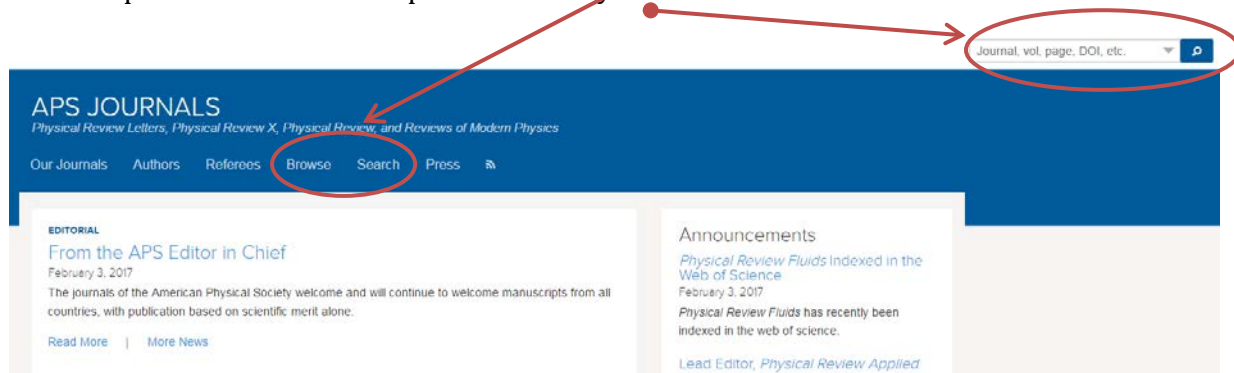 Journal, vol, page, DOI, etc.
APS JOURNALS
Physical Review Letters, Physical Review X, Physical Review, and Reviews of Modern Physics
Our Journals Authors Referees Browse Search Press
EDITORIAL
From the APS Editor in Chief
February 3, 2017
The journals of the American Physical Society welcome and will continue to welcome manuscripts from all
countries, with publication based on scientific merit alone.
Read More | More News
Announcements
Physical Review Fluids Indexed in the
Web of Science
February 3, 2017
Physical Review Fluids has recently been
indexed in the web of science.
Lead Editor, Physical Review Applied